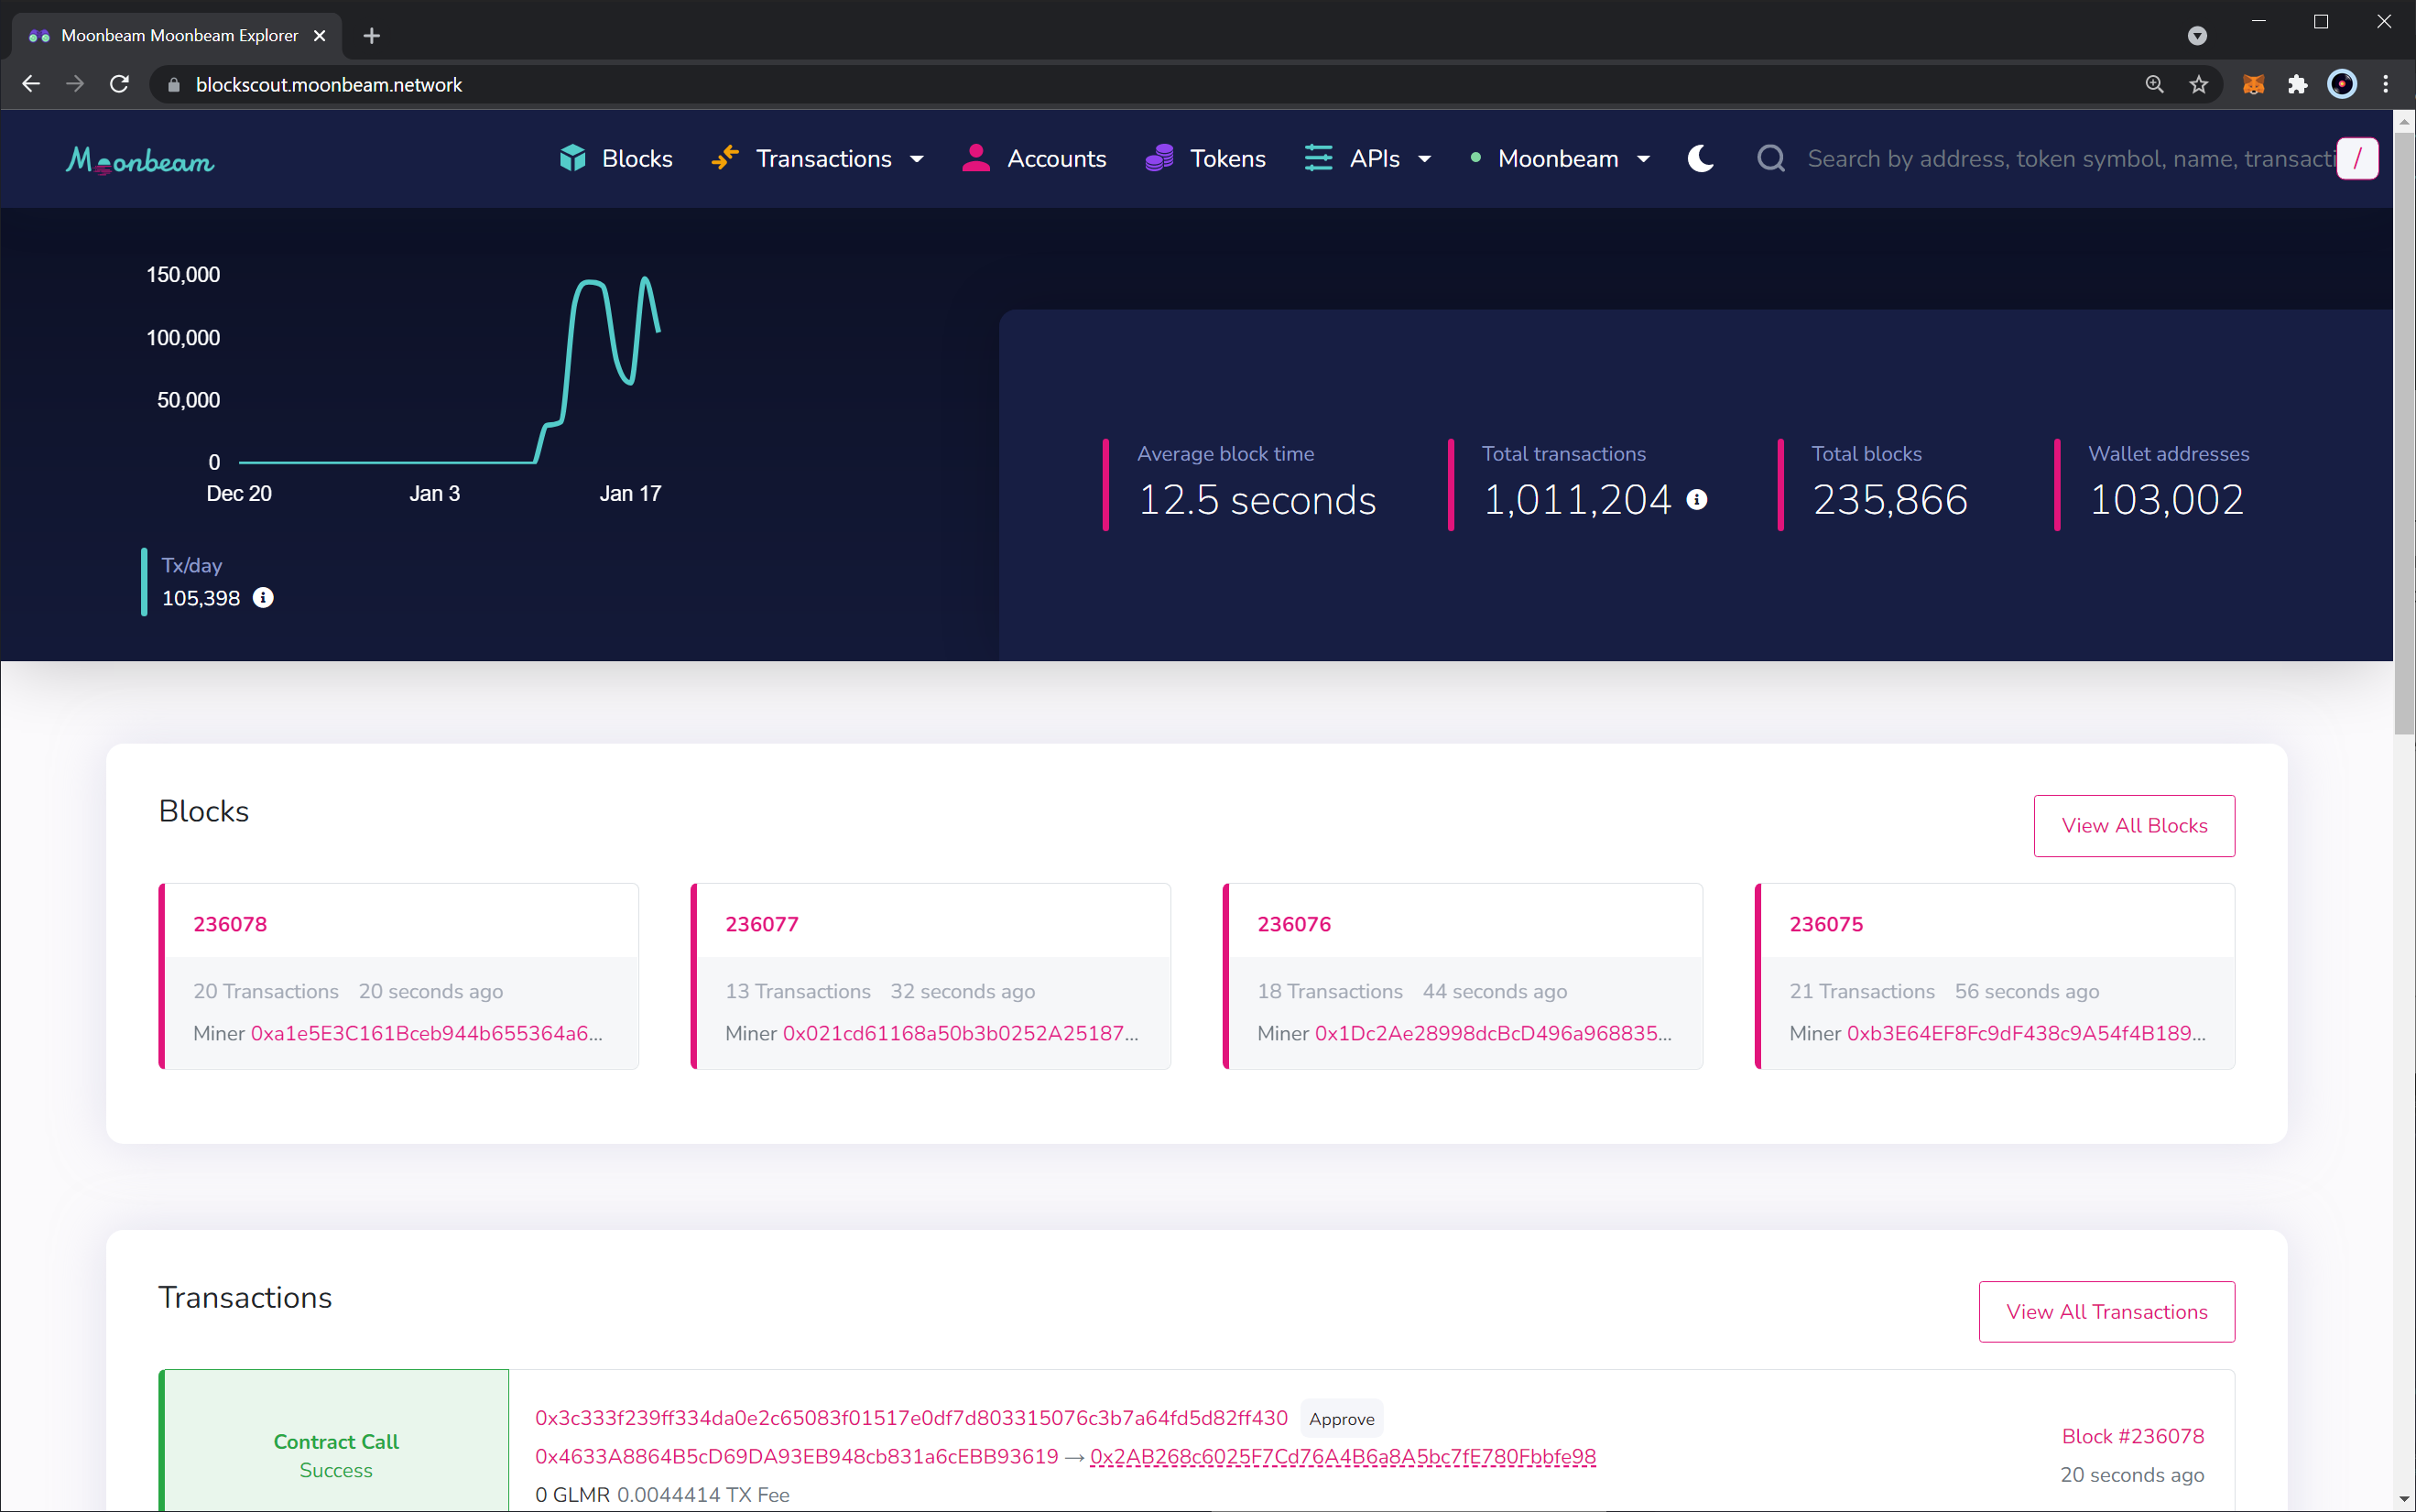 Moonbeam Moonbeam Explorer
blockscout.moonbeam.network
Moonbeam
Blocks
Transactions
Accounts
Tokens
APIs
Moonbeam
Search by address, token symbol, name, transacti
/
150,000
100,000
50,000
0
Dec 20 Jan 3 Jan 17
Tx/day
105,398
Average block time
12.5 seconds
Total transactions
1,011,204
Total blocks
235,866
Wallet addresses
103,002
Blocks
View All Blocks
236078
20 Transactions 20 seconds ago
Miner 0xa1e5E3C161Bceb944b655364a6...
236077
13 Transactions 32 seconds ago
Miner 0x021cd61168a50b3b0252A25187...
236076
18 Transactions 44 seconds ago
Miner 0x1Dc2Ae28998dcBcD496a968835...
236075
21 Transactions 56 seconds ago
Miner 0xb3E64EF8Fc9dF438c9A54f4B189...
Transactions
View All Transactions
Contract Call
Success
0x3c333f239ff334da0e2c65083f01517e0df7d803315076c3b7a64fd5d82ff430 Approve
0x4633A8864B5cD69DA93EB948cb831a6cEBB93619 → 0x2AB268c6025F7Cd76A4B6a8A5bc7fE780Fbbfe98
0 GLMR 0.0044414 TX Fee
Block #236078
20 seconds ago